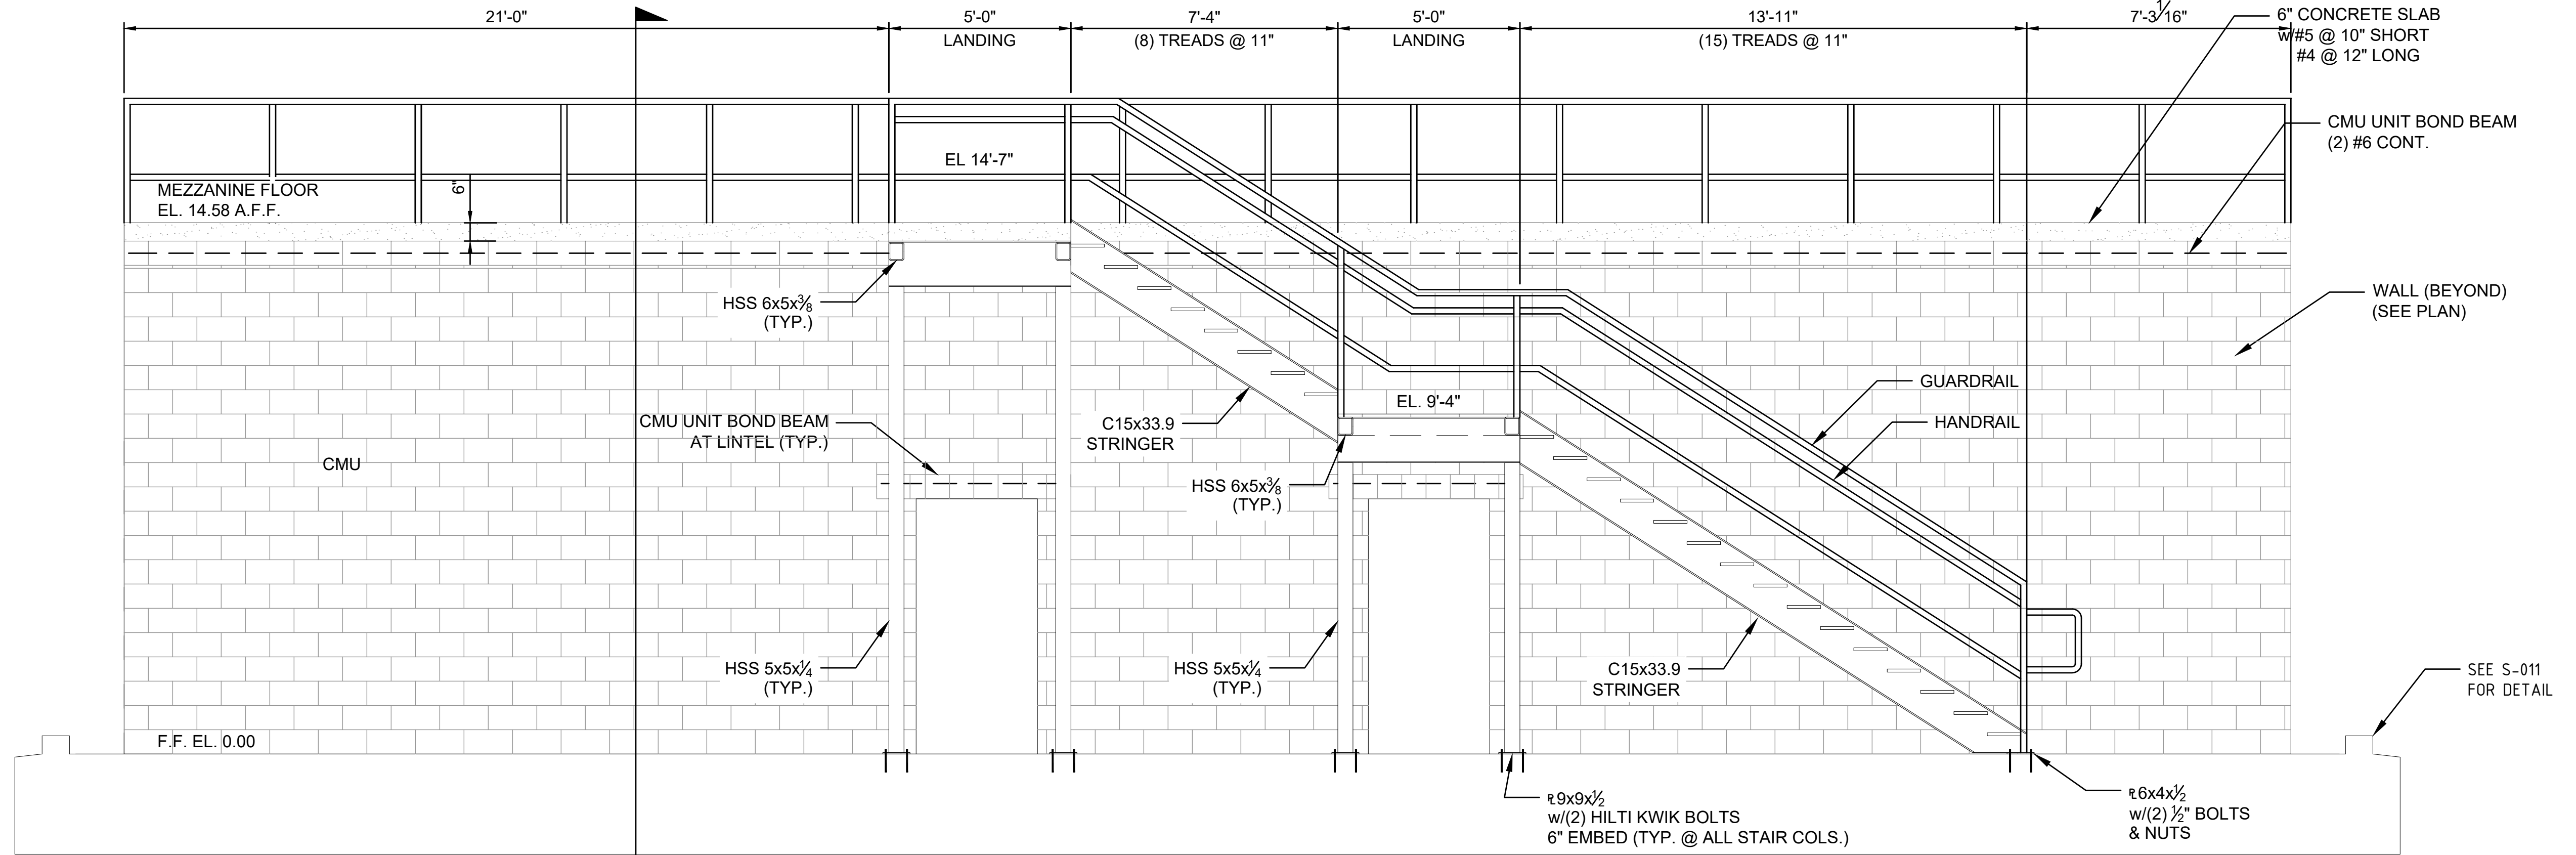 21'-0"
5'-0"
LANDING
7'-4"
(8) TREADS @ 11"
5'-0"
LANDING
13'-11"
(15) TREADS @ 11"
7'-3 1/16"
6" CONCRETE SLAB
w/#5 @ 10" SHORT
#4 @ 12" LONG
CMU UNIT BOND BEAM
(2) #6 CONT.
EL 14'-7"
MEZZANINE FLOOR
EL. 14.58 A.F.F.
6"
HSS 6x5x3/8
(TYP.)
WALL (BEYOND)
(SEE PLAN)
GUARDRAIL
HANDRAIL
EL. 9'-4"
C15x33.9
STRINGER
CMU UNIT BOND BEAM
AT LINTEL (TYP.)
CMU
HSS 6x5x3/8
(TYP.)
HSS 5x5x1/4
(TYP.)
HSS 5x5x1/4
(TYP.)
C15x33.9
STRINGER
SEE S-011
FOR DETAIL
F.F. EL. 0.00
℄9x9x1/2
w/(2) HILTI KWIK BOLTS
6" EMBED (TYP. @ ALL STAIR COLS.)
℄6x4x1/2
w/(2) 1/2" BOLTS
& NUTS